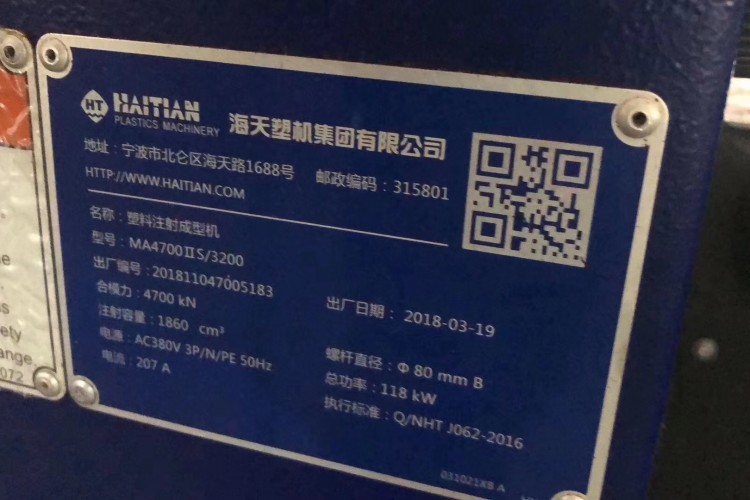 HT HAITIAN
PLASTICS MACHINERY
海天塑机集团有限公司
地址：宁波市北仑区海天路1688号 邮政编码：315801
HTTP://WWW.HAITIAN.COM
名称：塑料注射成型机
型号：MA4700IIS/3200
出厂编号：201811047005183
出厂日期：2018-03-19
合模力：4700 kN
注射容量：1860 cm³
螺杆直径：Φ 80 mm B
电源：AC380V 3P/N/PE 50Hz
总功率：118 kW
电流：207 A
执行标准：Q/NHT J062-2016
031021X8 A
ety
ange
072